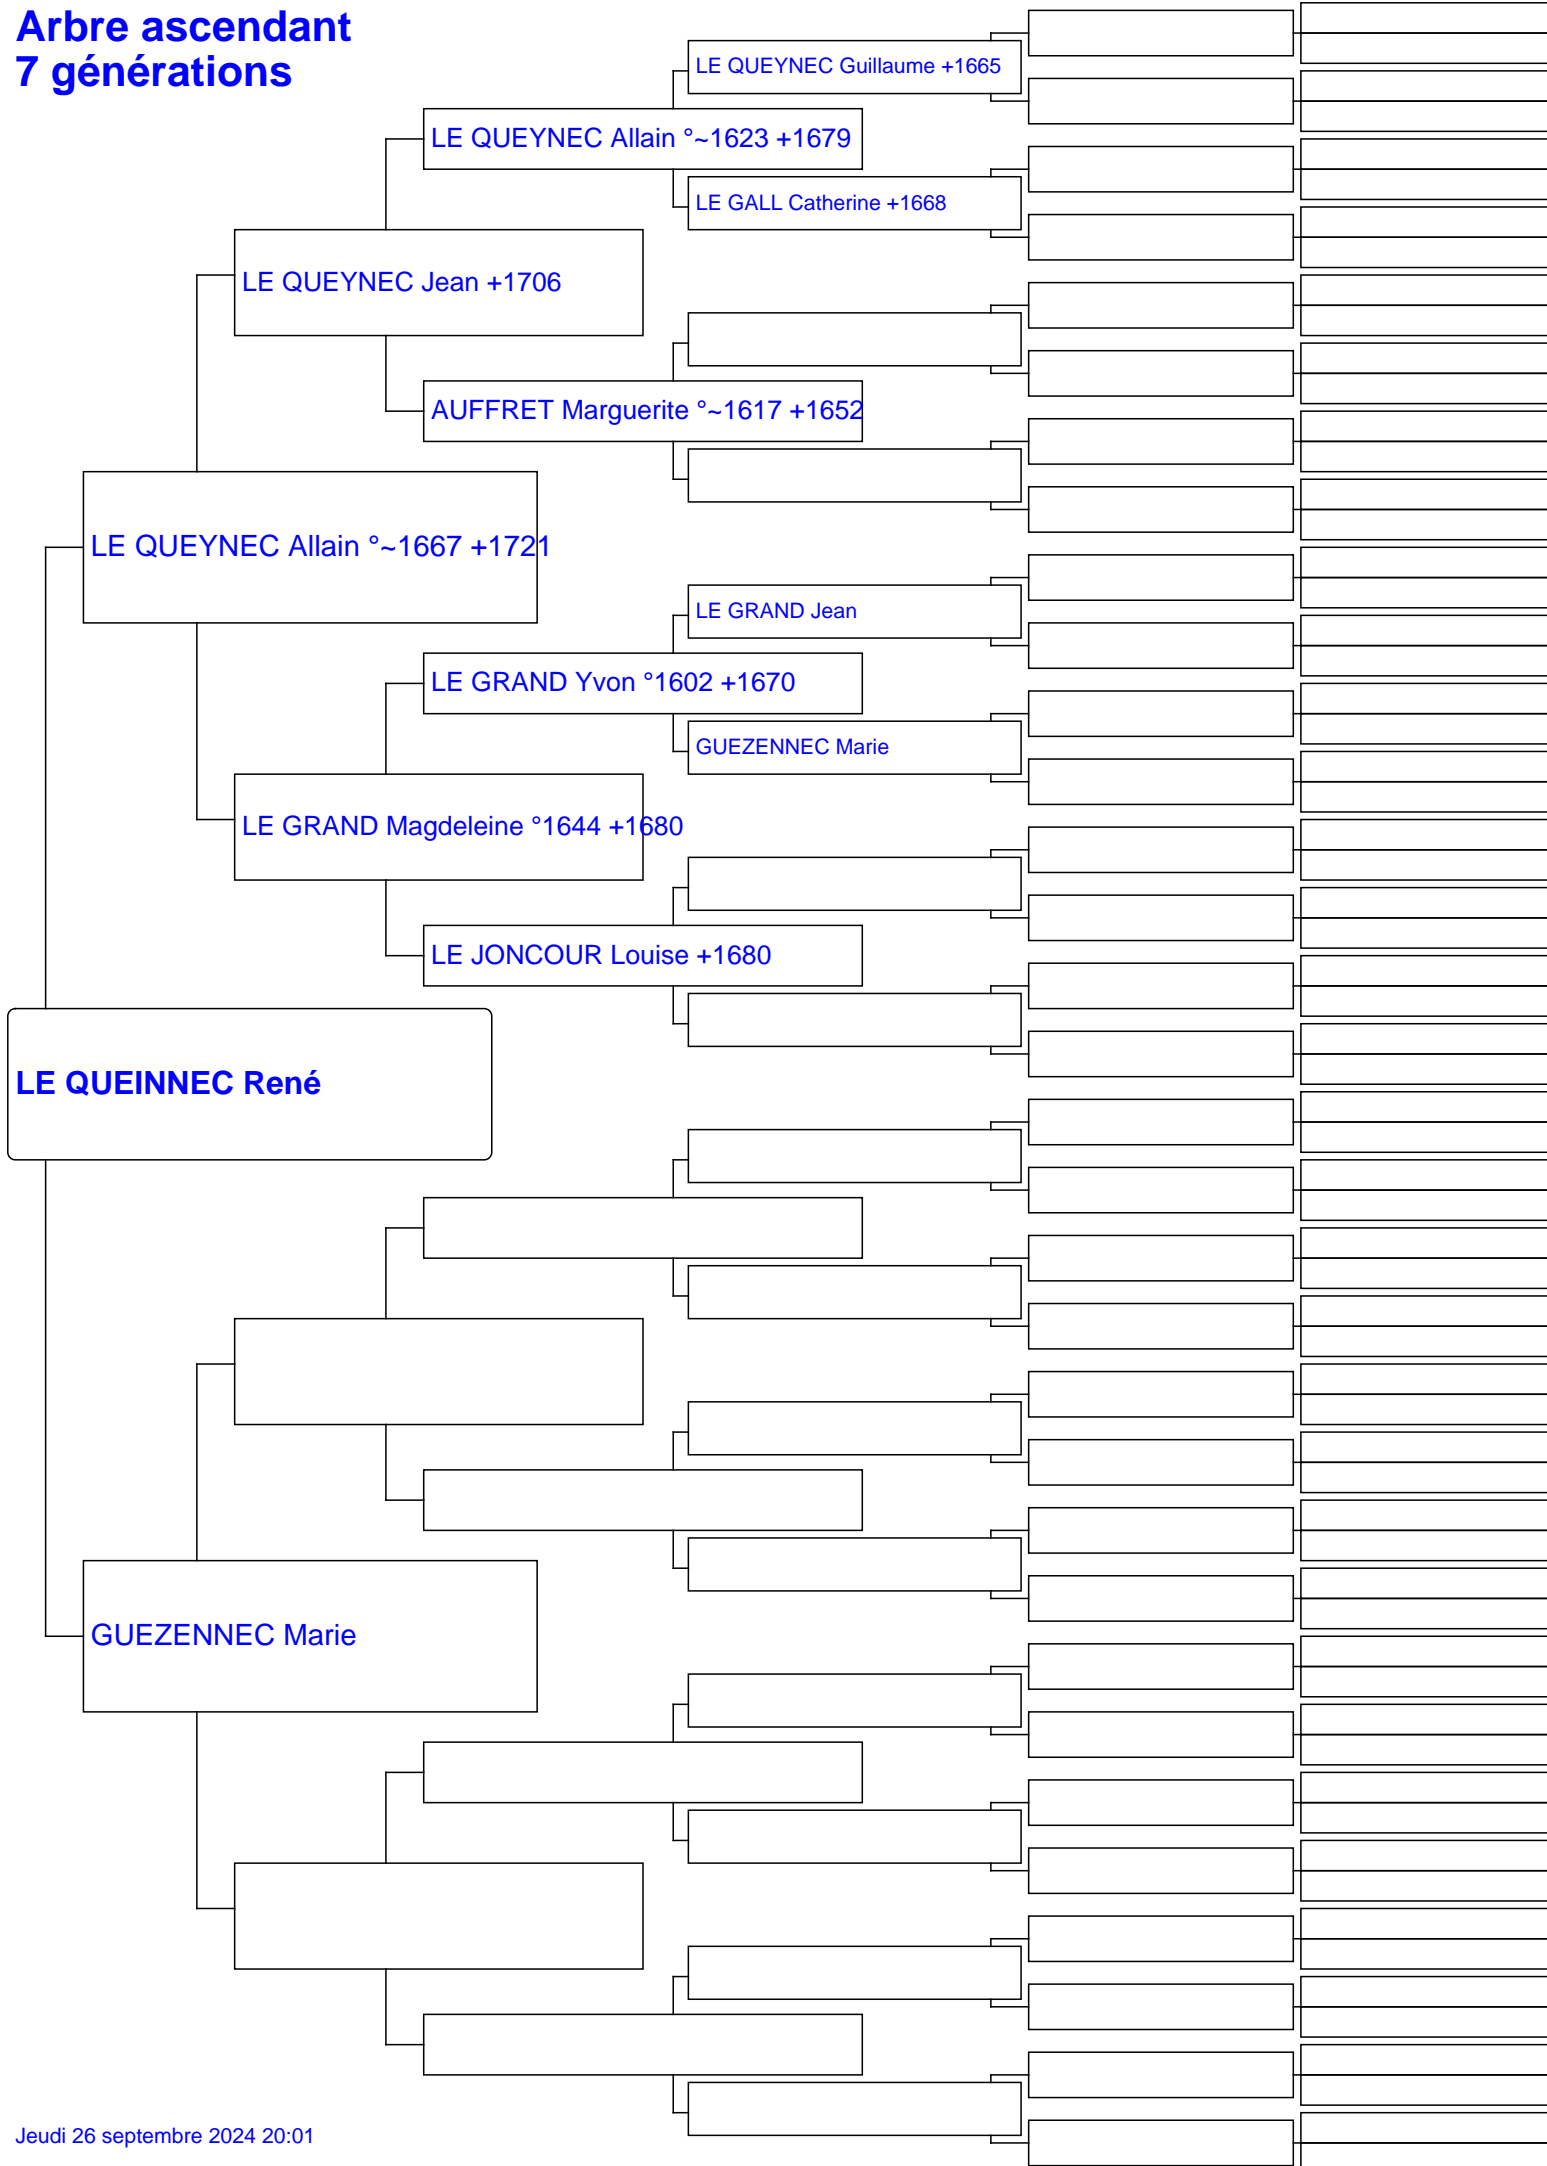 Arbre ascendant
7 générations
LE QUEYNEC Guillaume +1665
LE QUEYNEC Allain °~1623 +1679
LE GALL Catherine +1668
LE QUEYNEC Jean +1706
AUFFRET Marguerite °~1617 +1652
LE QUEYNEC Allain °~1667 +1721
LE GRAND Jean
LE GRAND Yvon °1602 +1670
GUEZENNEC Marie
LE GRAND Magdeleine °1644 +1680
LE JONCOUR Louise +1680
LE QUEINNEC René
GUEZENNEC Marie
Jeudi 26 septembre 2024 20:01